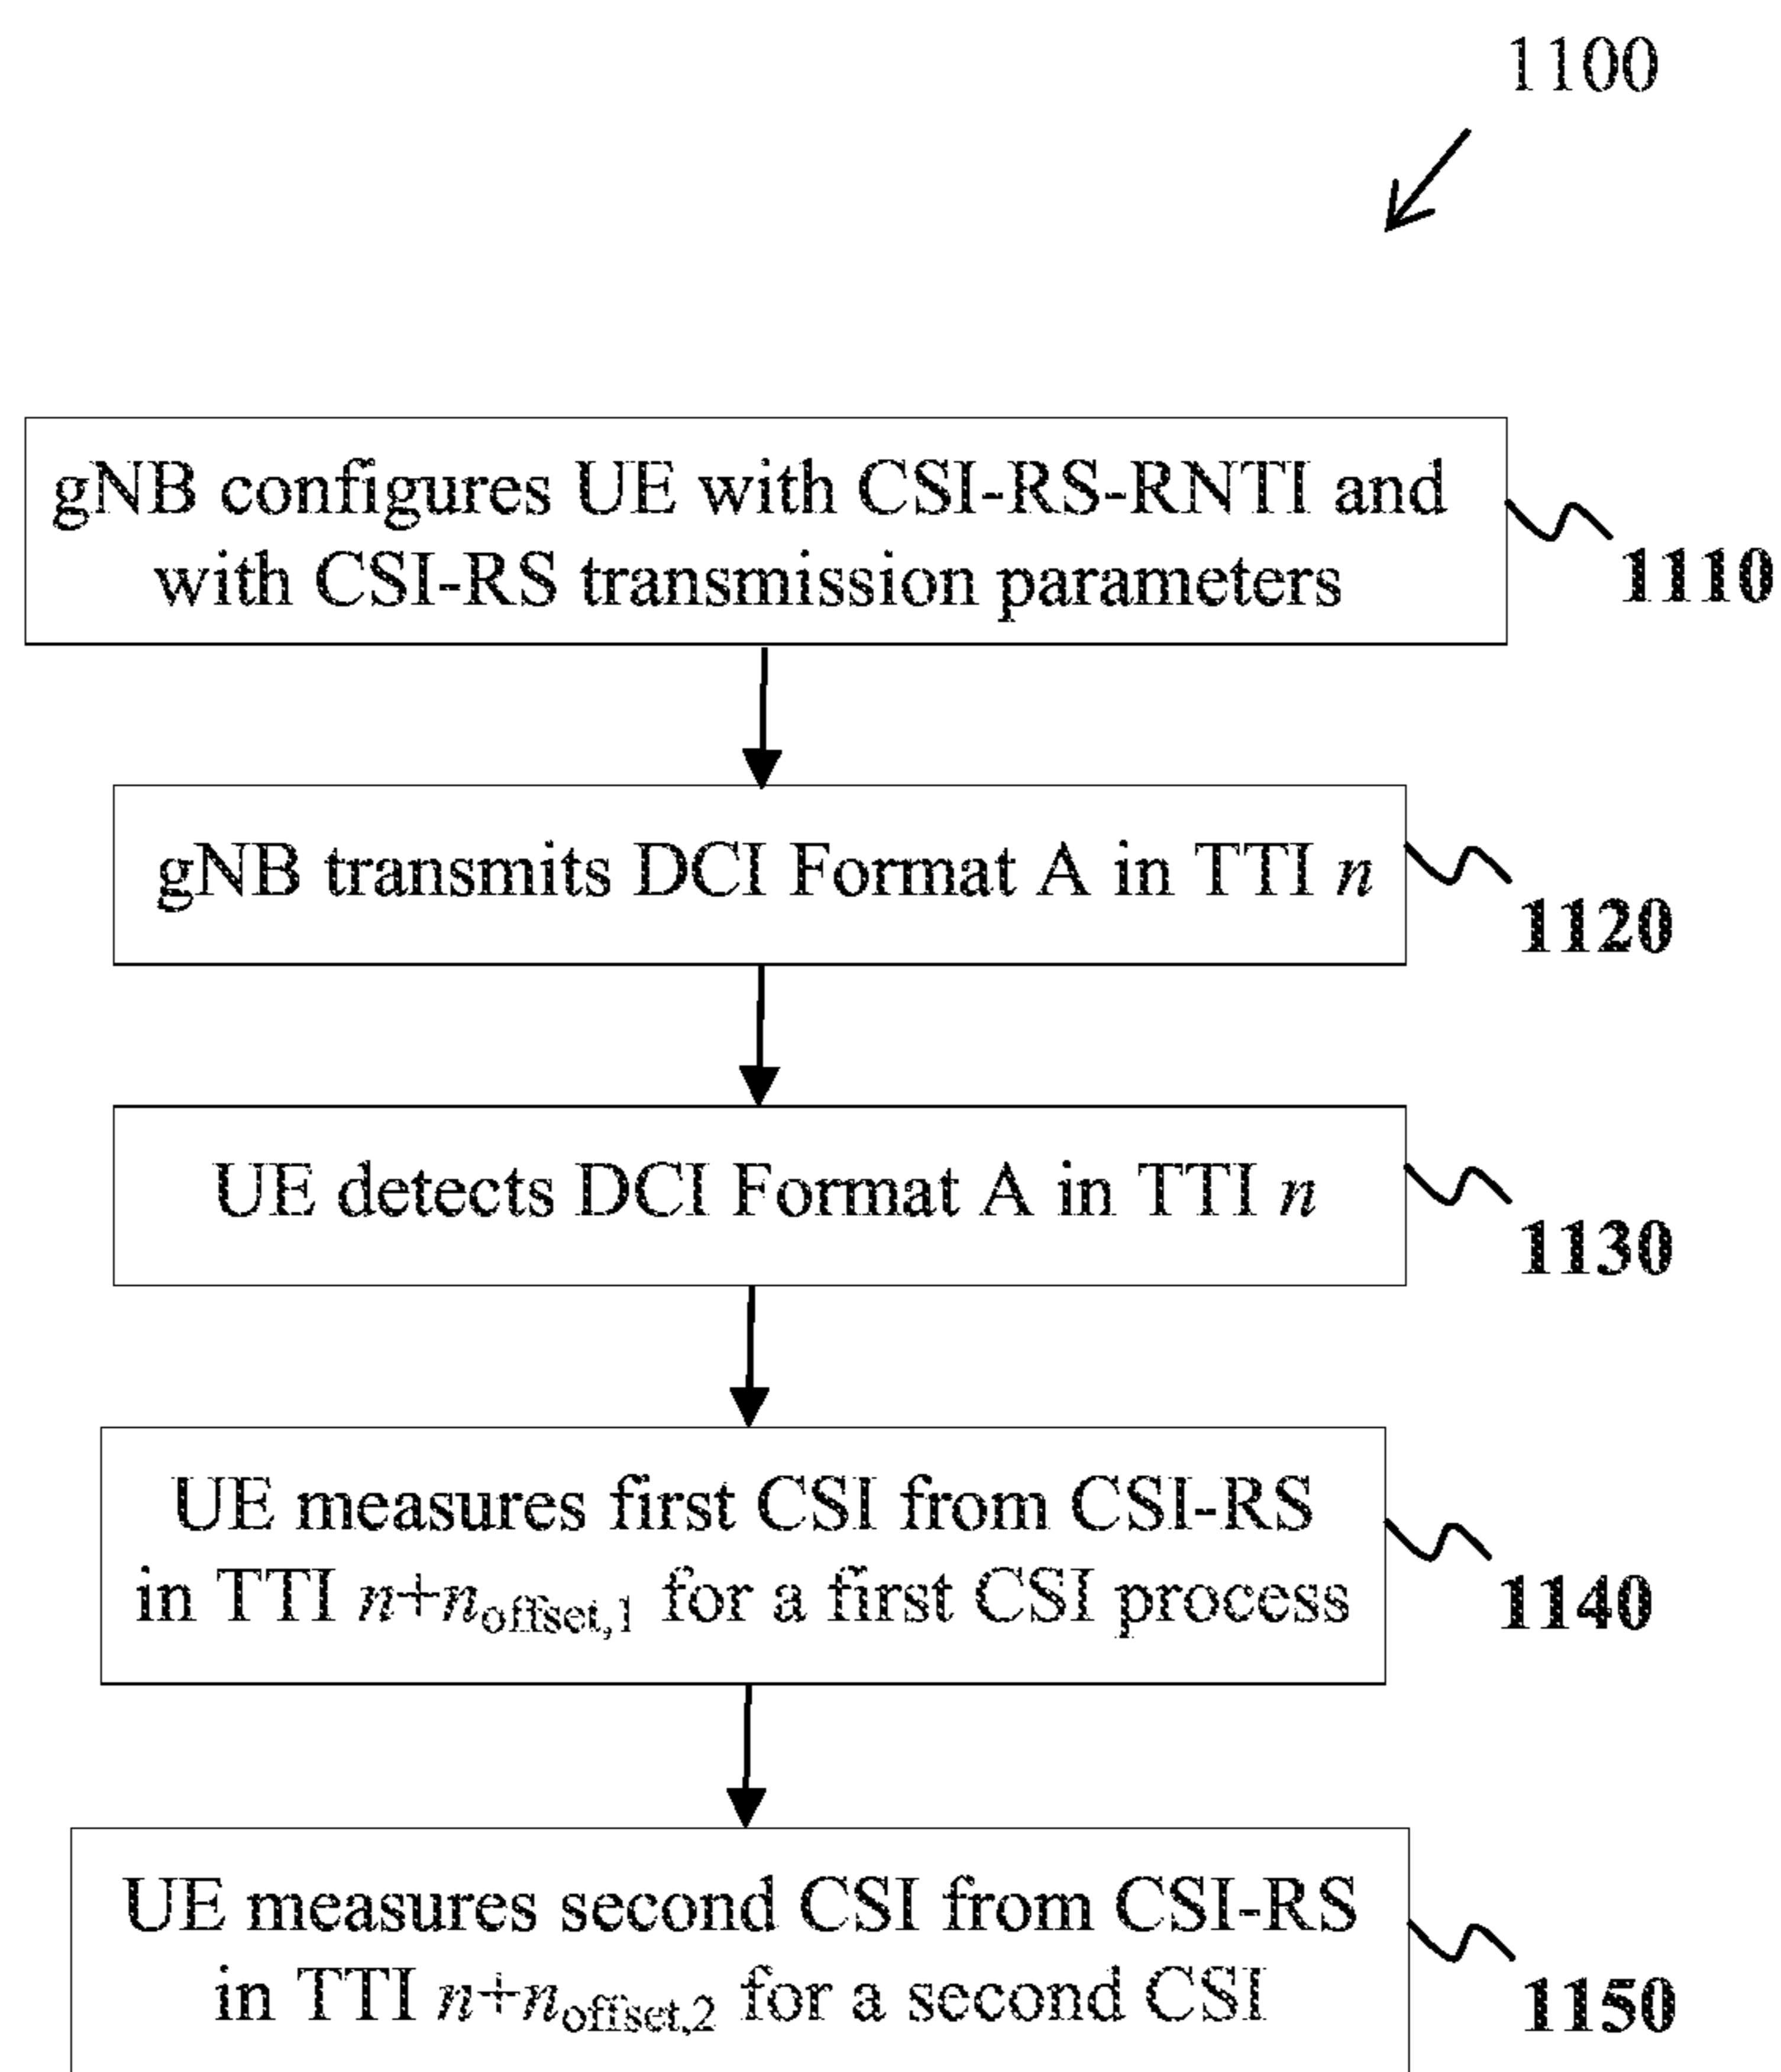 1100
gNB configures UE with CSI-RS-RNTI and
with CSI-RS transmission parameters
1110
gNB transmits DCI Format A in TTI n
1120
UE detects DCI Format A in TTI n
1130
UE measures first CSI from CSI-RS
in TTI n+noffset,1 for a first CSI process
1140
UE measures second CSI from CSI-RS
in TTI n+noffset,2 for a second CSI
1150